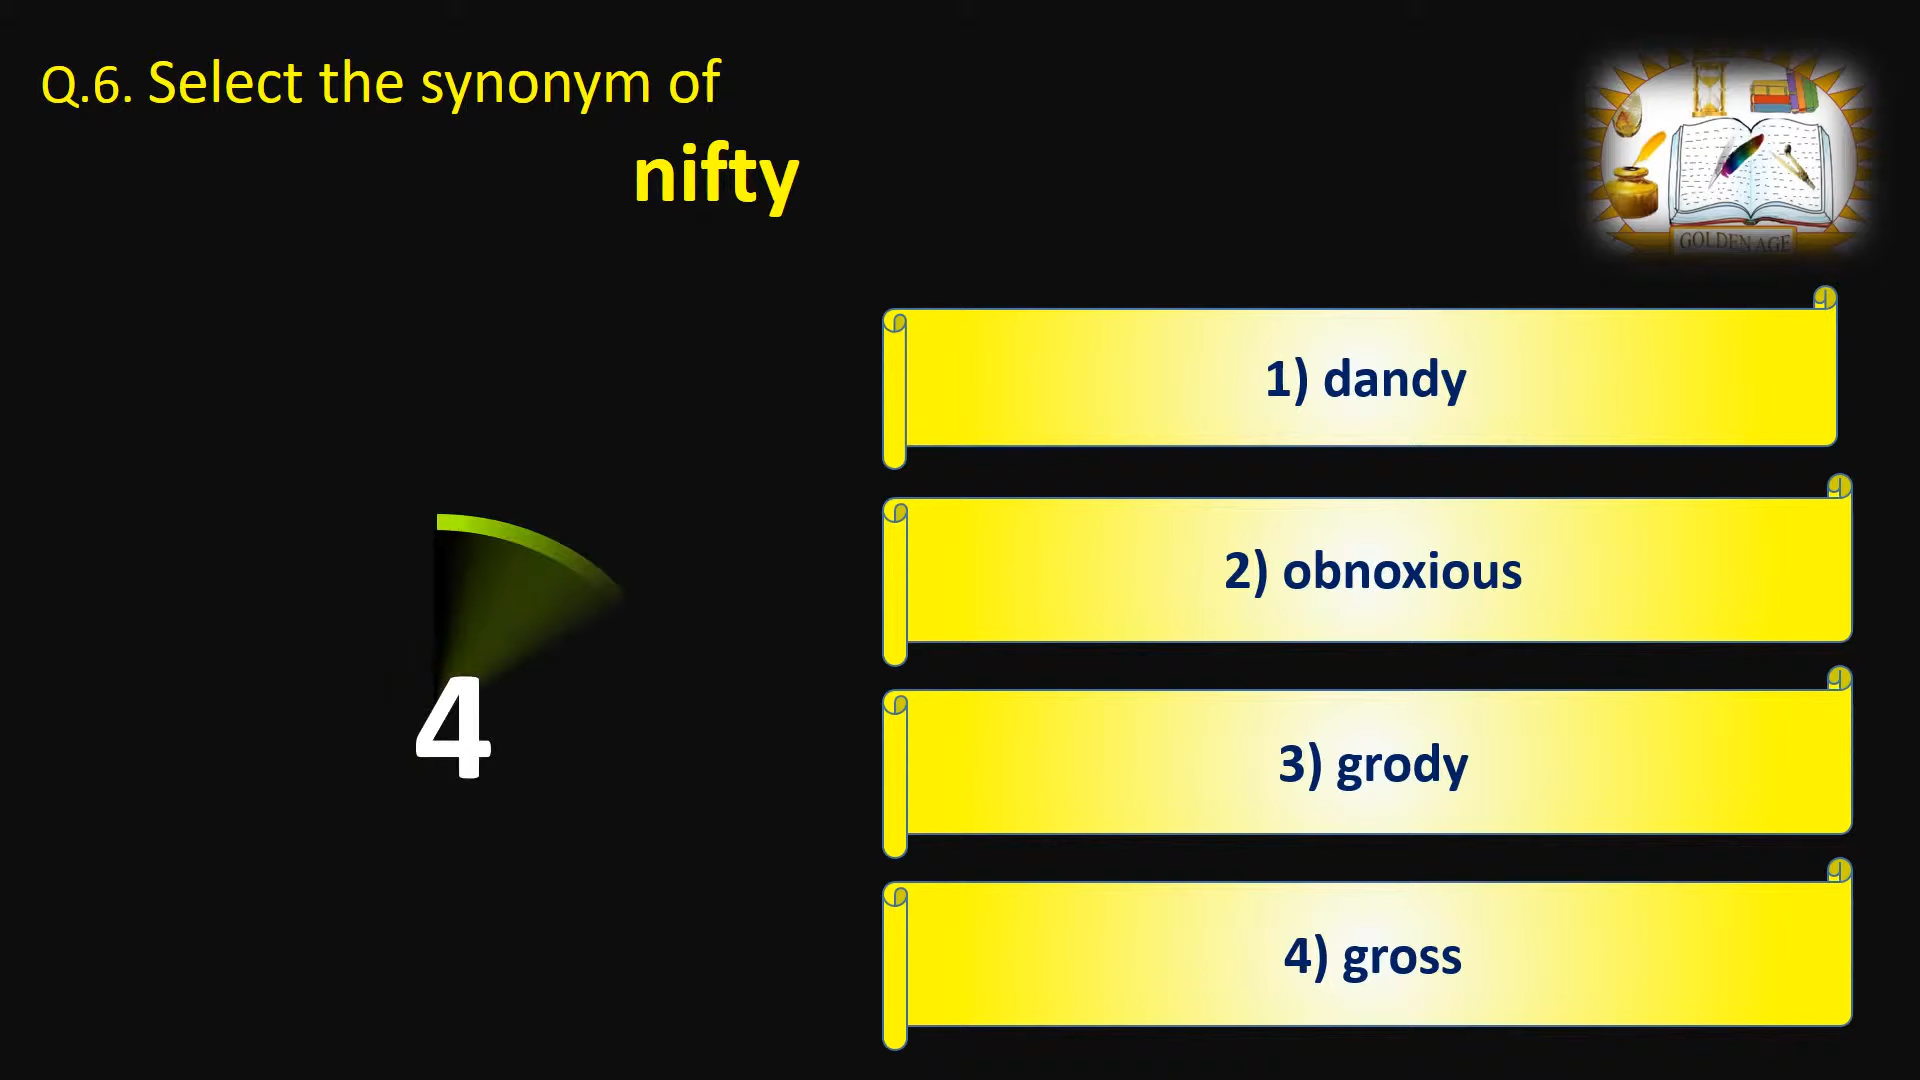 Q.6. Select the synonym of
nifty
GOLDEN AGE
1) dandy
2) obnoxious
4
3) grody
4) gross